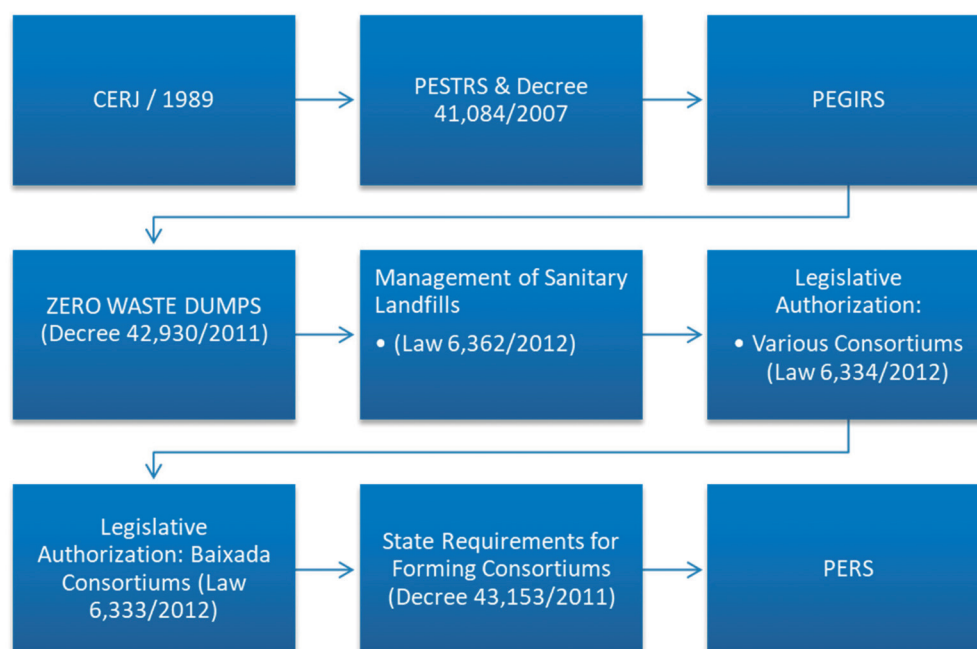 CERJ / 1989
PESTRS & Decree
41,084/2007
PEGIRS
ZERO WASTE DUMPS
(Decree 42,930/2011)
Management of Sanitary
Landfills
• (Law 6,362/2012)
Legislative
Authorization:
• Various Consortiums
(Law 6,334/2012)
Legislative
Authorization: Baixada
Consortiums (Law
6,333/2012)
State Requirements for
Forming Consortiums
(Decree 43,153/2011)
PERS